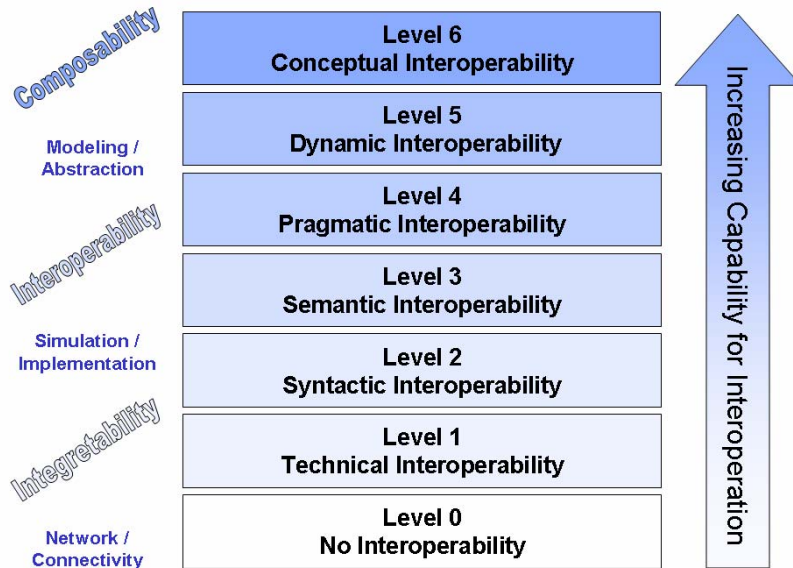 Composability
Modeling /
Abstraction
Interoperability
Simulation /
Implementation
Integretability
Network /
Connectivity
Level 6
Conceptual Interoperability
Level 5
Dynamic Interoperability
Level 4
Pragmatic Interoperability
Level 3
Semantic Interoperability
Level 2
Syntactic Interoperability
Level 1
Technical Interoperability
Level 0
No Interoperability
Increasing Capability for Interoperation